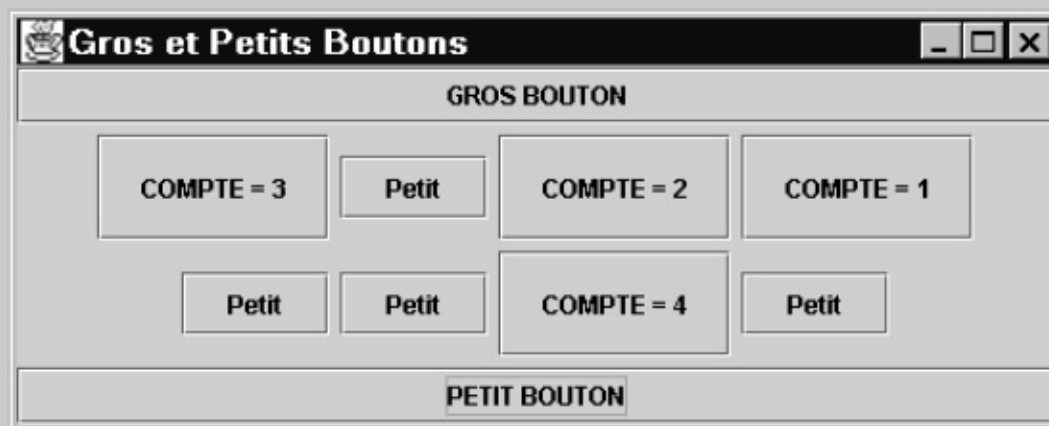 Gros et Petits Boutons
GROS BOUTON
COMPTE = 3 Petit COMPTE = 2 COMPTE = 1
Petit Petit COMPTE = 4 Petit
PETIT BOUTON